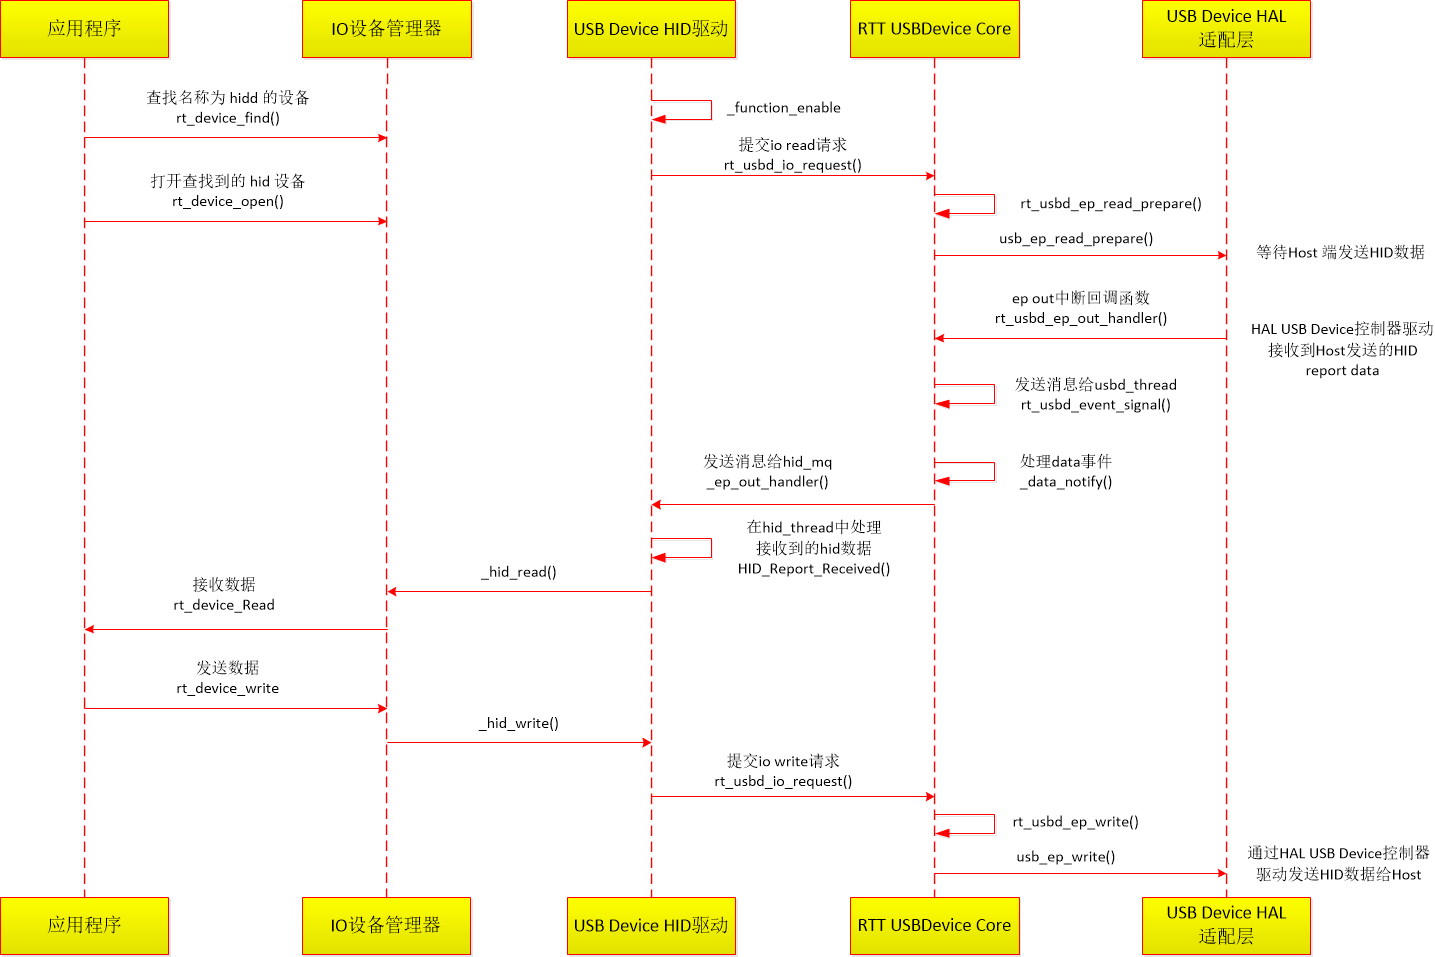 应用程序
IO设备管理器
USB Device HID驱动
RTT USBDevice Core
USB Device HAL
适配层
查找名称为 hidd 的设备
rt_device_find()
_function_enable
提交io read请求
rt_usbd_io_request()
打开查找到的 hid 设备
rt_device_open()
rt_usbd_ep_read_prepare()
usb_ep_read_prepare()
等待Host 端发送HID数据
ep out中断回调函数
rt_usbd_ep_out_handler()
HAL USB Device控制器驱动
接收到Host发送的HID
report data
发送消息给usbd_thread
rt_usbd_event_signal()
处理data事件
_data_notify()
发送消息给hid_mq
_ep_out_handler()
在hid_thread中处理
接收到的hid数据
HID_Report_Received()
_hid_read()
接收数据
rt_device_Read
发送数据
rt_device_write
_hid_write()
提交io write请求
rt_usbd_io_request()
rt_usbd_ep_write()
usb_ep_write()
通过HAL USB Device控制器
驱动发送HID数据给Host
应用程序
IO设备管理器
USB Device HID驱动
RTT USBDevice Core
USB Device HAL
适配层